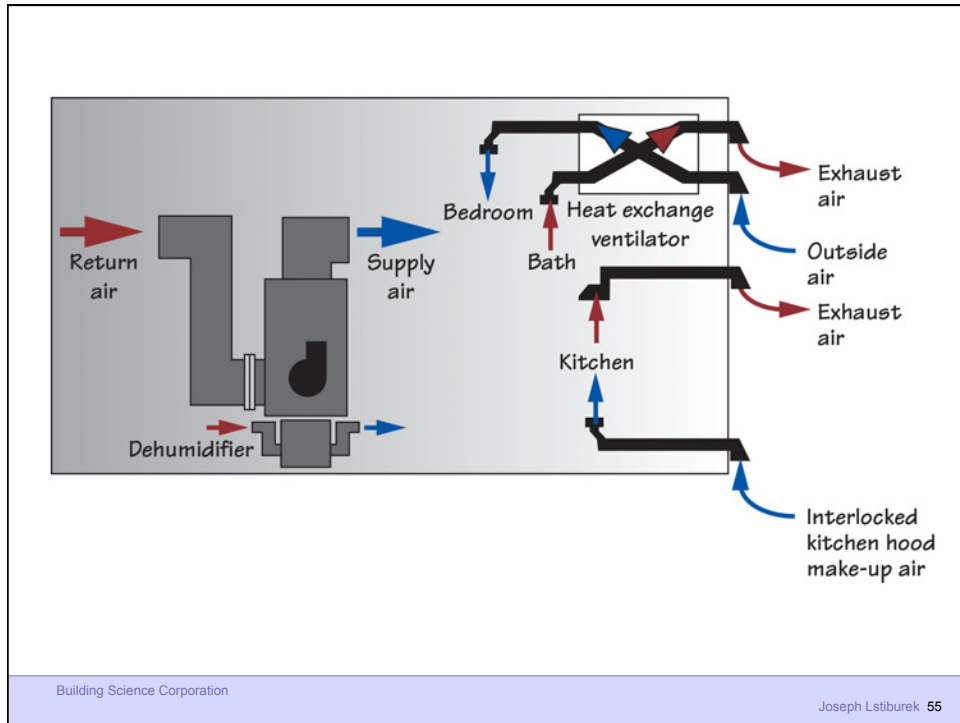 Return
air
Supply
air
Dehumidifier
Bedroom
Heat exchange
ventilator
Bath
Exhaust
air
Outside
air
Exhaust
air
Kitchen
Interlocked
kitchen hood
make-up air
Building Science Corporation
Joseph Lstiburek 55